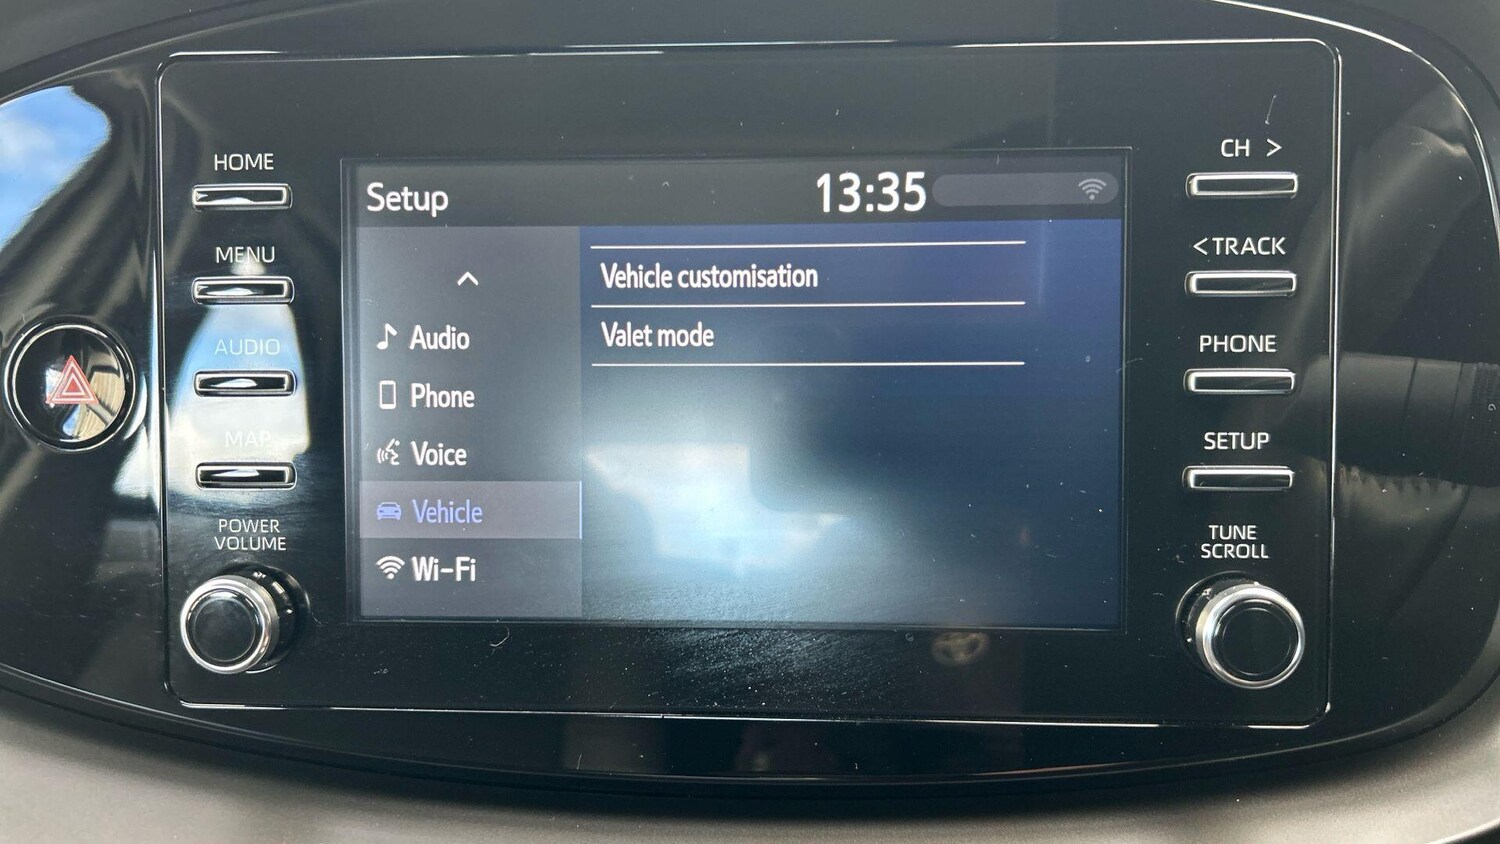 HOME
MENU
AUDIO
MAP
POWER
VOLUME
Setup
13:35
Audio
Phone
Voice
Vehicle
Wi-Fi
Vehicle customisation
Valet mode
CH >
< TRACK
PHONE
SETUP
TUNE
SCROLL